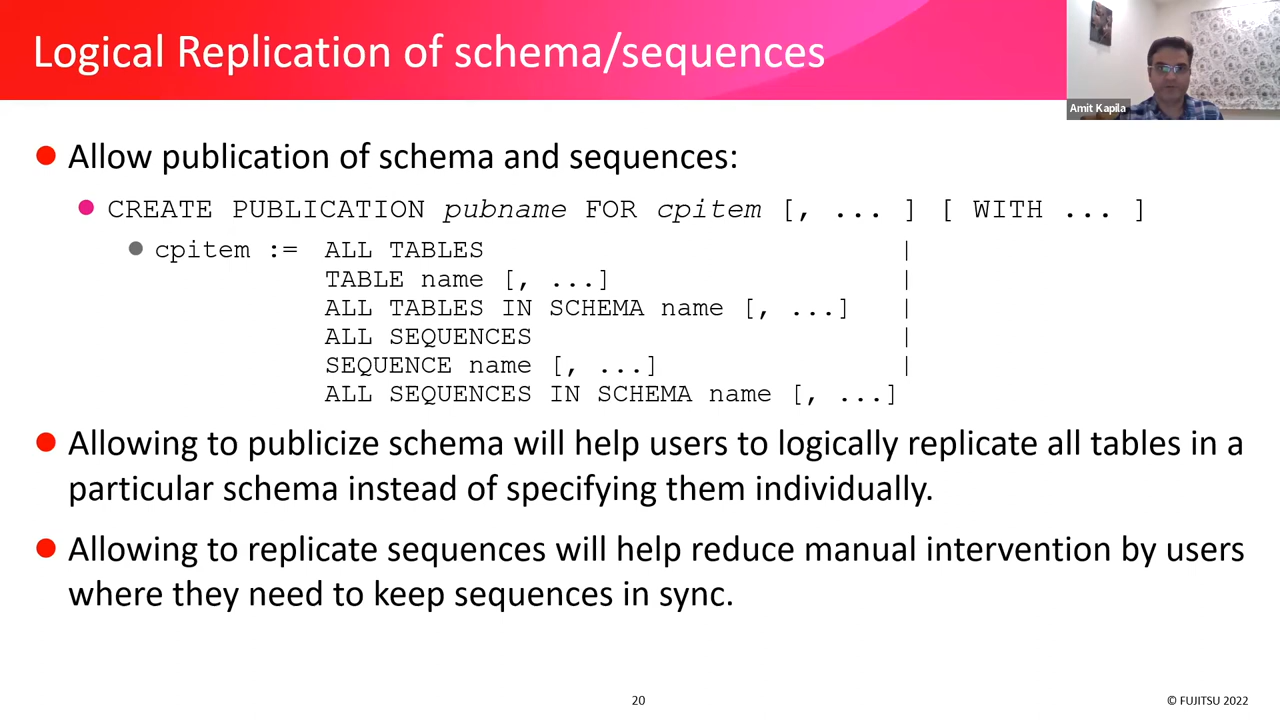 Logical Replication of schema/sequences
Amit Kapila
Allow publication of schema and sequences:
CREATE PUBLICATION pubname FOR cpitem [, ... ] [ WITH ... ]
cpitem := ALL TABLES |
TABLE name [, ...] |
ALL TABLES IN SCHEMA name [, ...] |
ALL SEQUENCES |
SEQUENCE name [, ...] |
ALL SEQUENCES IN SCHEMA name [, ...]
Allowing to publicize schema will help users to logically replicate all tables in a
particular schema instead of specifying them individually.
Allowing to replicate sequences will help reduce manual intervention by users
where they need to keep sequences in sync.
20
© FUJITSU 2022